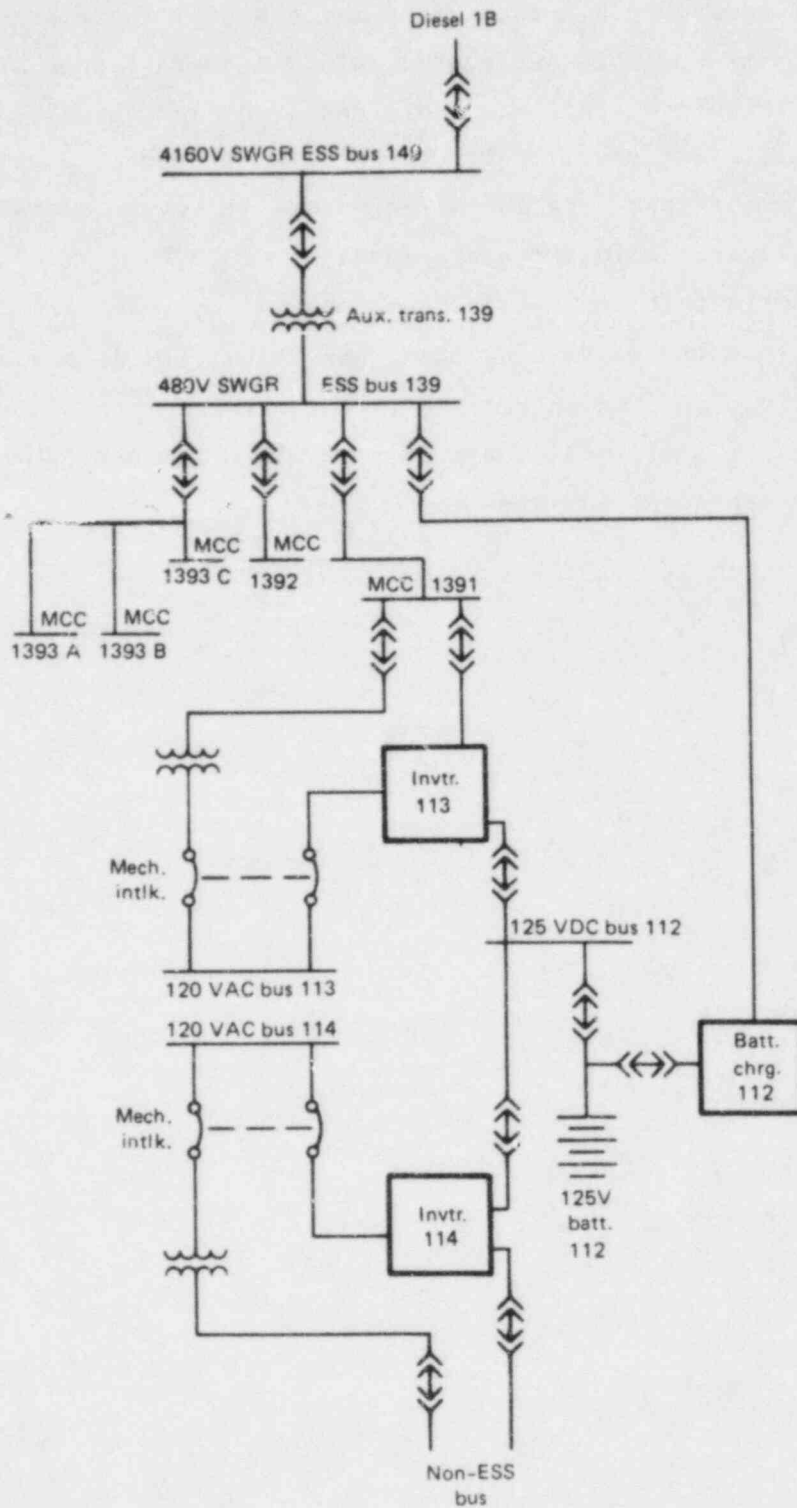 Diesel 1B
4160V SWGR ESS bus 149
Aux. trans. 139
480V SWGR ESS bus 139
MCC
1393 C
MCC
1392
MCC 1391
MCC
1393 A
MCC
1393 B
Invtr.
113
Mech.
intlk.
125 VDC bus 112
120 VAC bus 113
120 VAC bus 114
Batt.
chrg.
112
Mech.
intlk.
Invtr.
114
125V
batt.
112
Non-ESS
bus